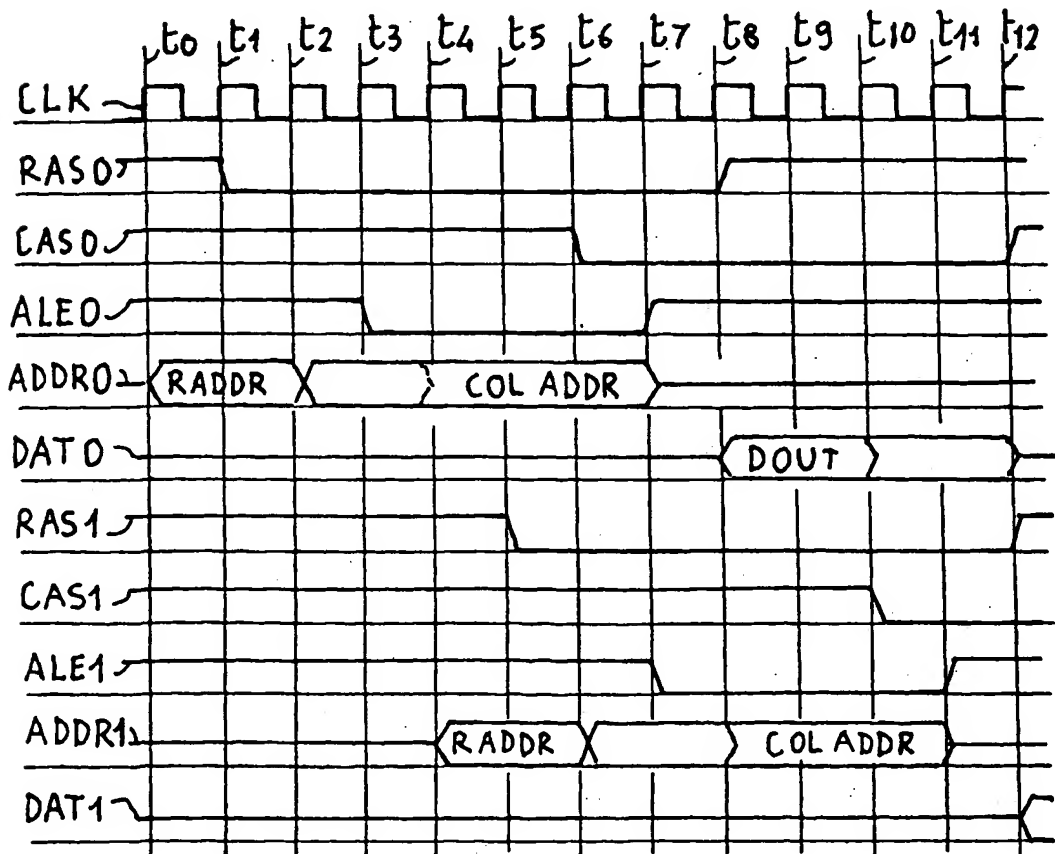 t0 t1 t2 t3 t4 t5 t6 t7 t8 t9 t10 t11 t12
CLK
RAS0
CAS0
ALE0
ADDR0 RADDR COL ADDR
DAT0 DOUT
RAS1
CAS1
ALE1
ADDR1 RADDR COL ADDR
DAT1